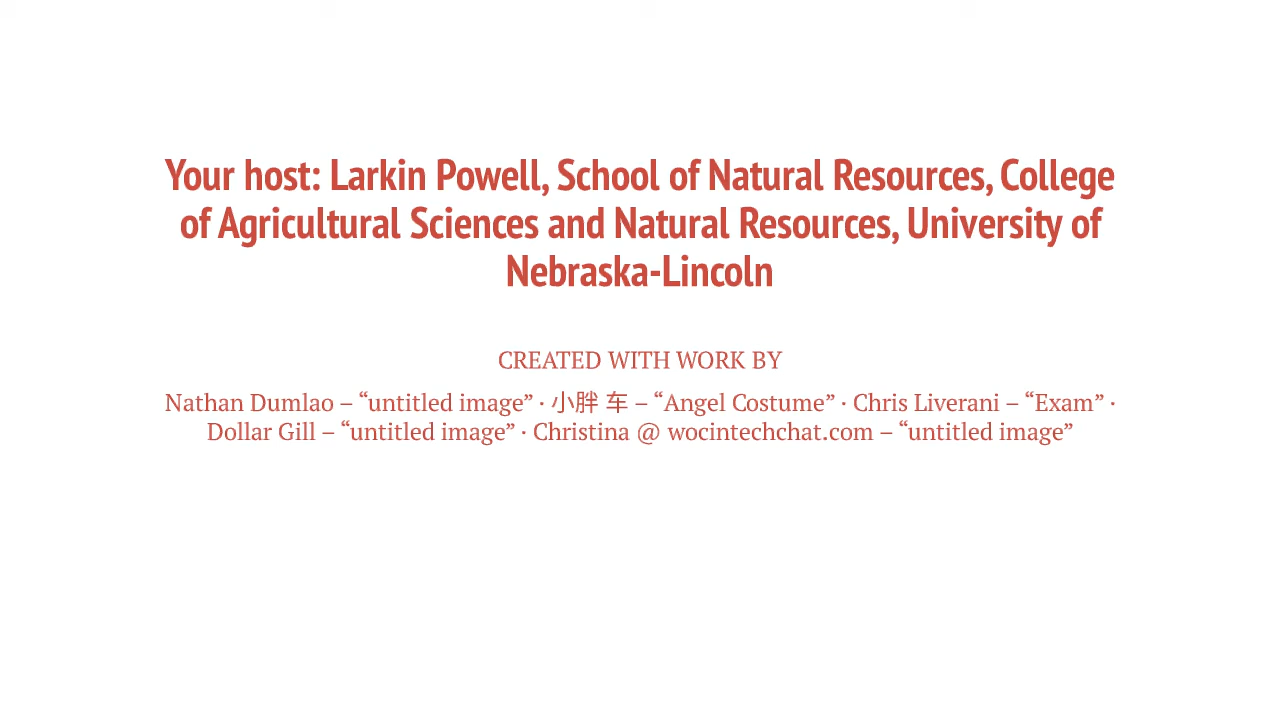 Your host: Larkin Powell, School of Natural Resources, College
of Agricultural Sciences and Natural Resources, University of
Nebraska-Lincoln
CREATED WITH WORK BY
Nathan Dumlao – “untitled image” · 小胖 车 – “Angel Costume” · Chris Liverani – “Exam” ·
Dollar Gill – “untitled image” · Christina @ wocintechchat.com – “untitled image”